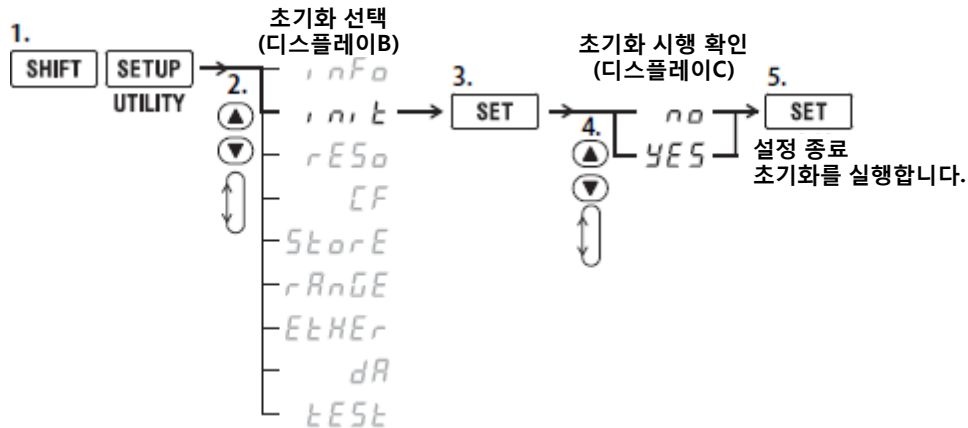 1.
SHIFT
SETUP
UTILITY
초기화 선택
(디스플레이B)
2.
inFo
init
rESo
CF
StorE
rAnGE
EtHEr
dA
tESt
3.
SET
초기화 시행 확인
(디스플레이C)
4.
no
YES
5.
SET
설정 종료
초기화를 실행합니다.